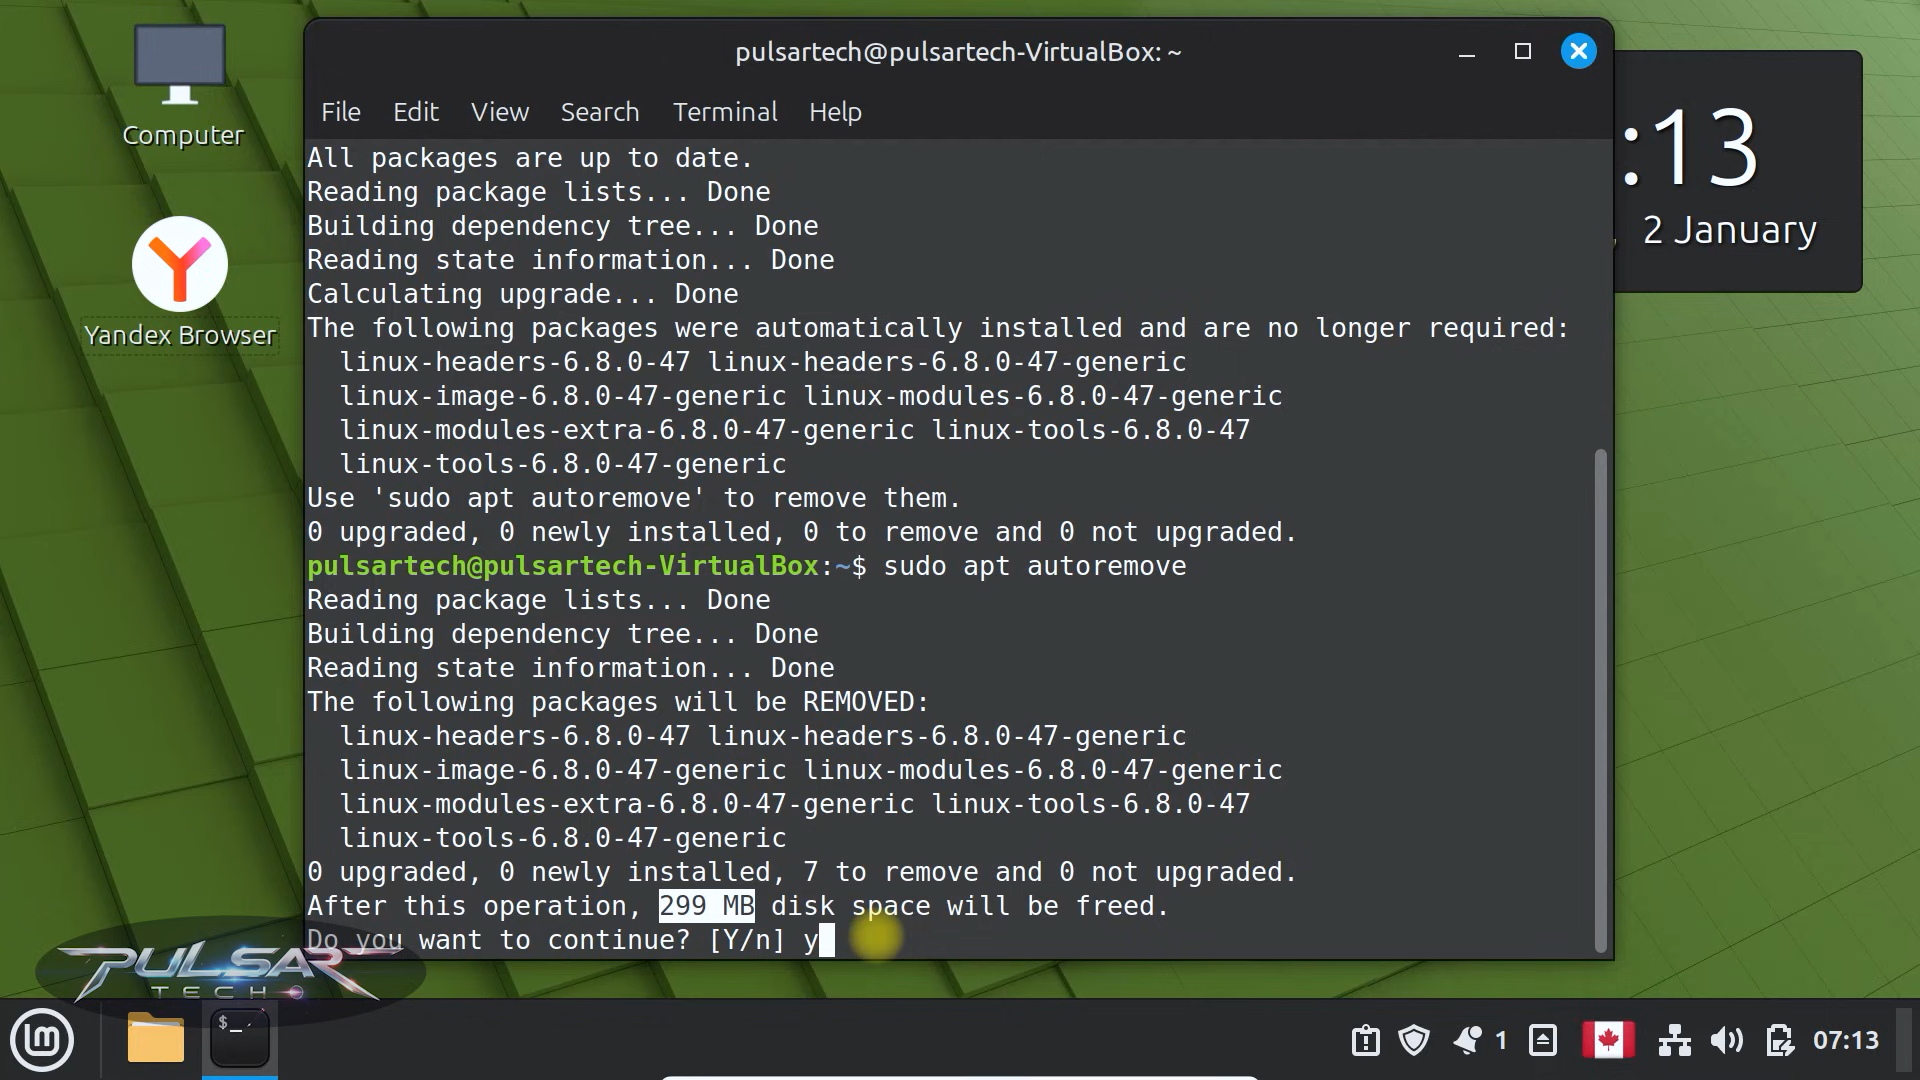 Computer
Yandex Browser
pulsartech@pulsartech-VirtualBox: ~
File Edit View Search Terminal Help
All packages are up to date.
Reading package lists... Done
Building dependency tree... Done
Reading state information... Done
Calculating upgrade... Done
The following packages were automatically installed and are no longer required:
linux-headers-6.8.0-47 linux-headers-6.8.0-47-generic
linux-image-6.8.0-47-generic linux-modules-6.8.0-47-generic
linux-modules-extra-6.8.0-47-generic linux-tools-6.8.0-47
linux-tools-6.8.0-47-generic
Use 'sudo apt autoremove' to remove them.
0 upgraded, 0 newly installed, 0 to remove and 0 not upgraded.
pulsartech@pulsartech-VirtualBox:~$ sudo apt autoremove
Reading package lists... Done
Building dependency tree... Done
Reading state information... Done
The following packages will be REMOVED:
linux-headers-6.8.0-47 linux-headers-6.8.0-47-generic
linux-image-6.8.0-47-generic linux-modules-6.8.0-47-generic
linux-modules-extra-6.8.0-47-generic linux-tools-6.8.0-47
linux-tools-6.8.0-47-generic
0 upgraded, 0 newly installed, 7 to remove and 0 not upgraded.
After this operation, 299 MB disk space will be freed.
Do you want to continue? [Y/n] y
:13
, 2 January
PULSAR
TECH
$_
1
07:13